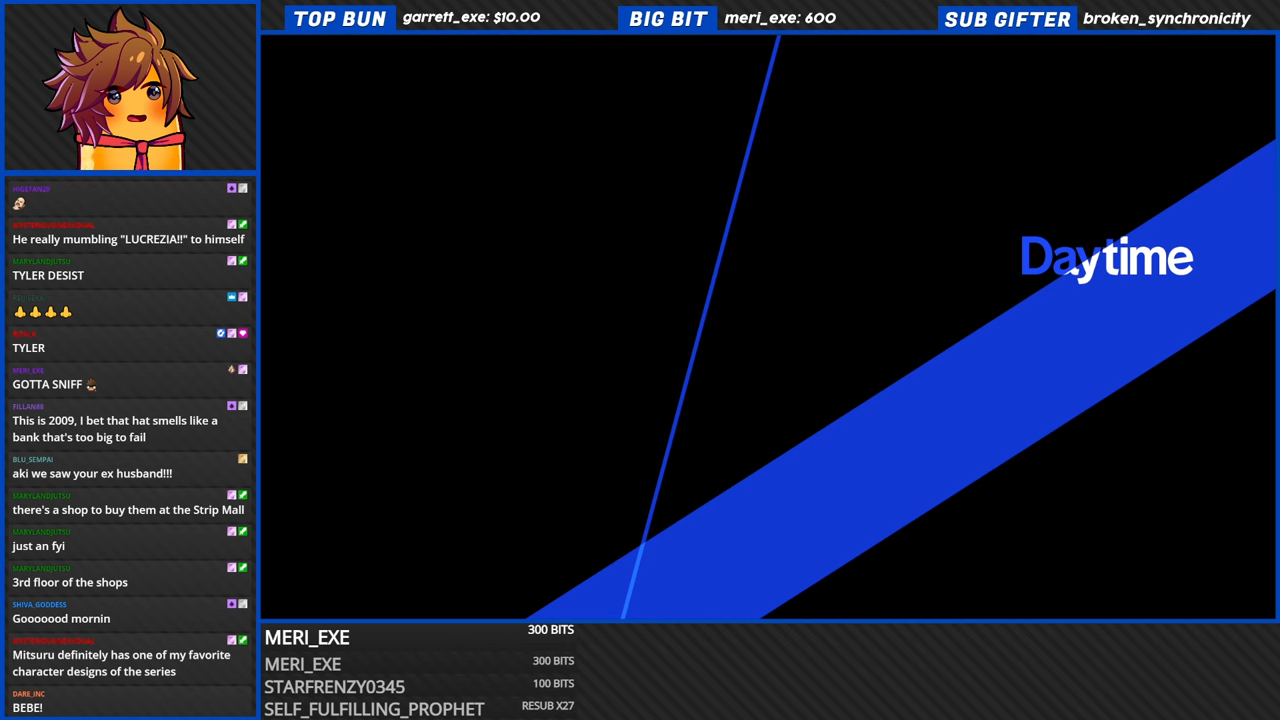 TOP BUN garrett_exe: $10.00 BIG BIT meri_exe: 600 SUB GIFTER broken_synchronicity
HIGEFAN29
He really mumbling "LUCREZIA!!" to himself
MARYLANDJUTSU
TYLER DESIST
TYLER
MERI_EXE
GOTTA SNIFF
FILLAN88
This is 2009, I bet that hat smells like a
bank that's too big to fail
BLU_SEMPAI
aki we saw your ex husband!!!
MARYLANDJUTSU
there's a shop to buy them at the Strip Mall
MARYLANDJUTSU
just an fyi
MARYLANDJUTSU
3rd floor of the shops
SHIVA_GODDESS
Gooooood mornin
Mitsuru definitely has one of my favorite
character designs of the series
DARE_INC
BEBE!
Daytime
MERI_EXE 300 BITS
MERI_EXE 300 BITS
STARFRENZY0345 100 BITS
SELF_FULFILLING_PROPHET RESUB X27